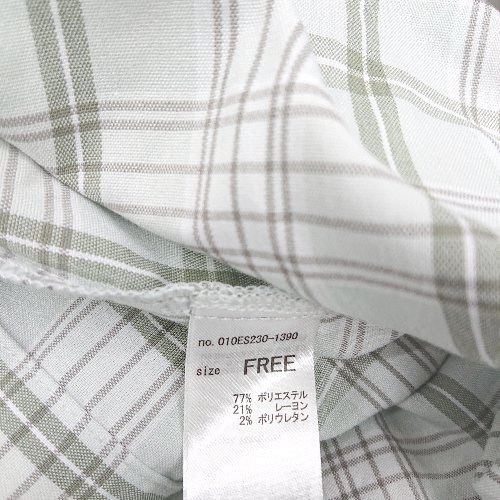 no. 010ES230-1390
size FREE
77% ポリエステル
21% レーヨン
2% ポリウレタン